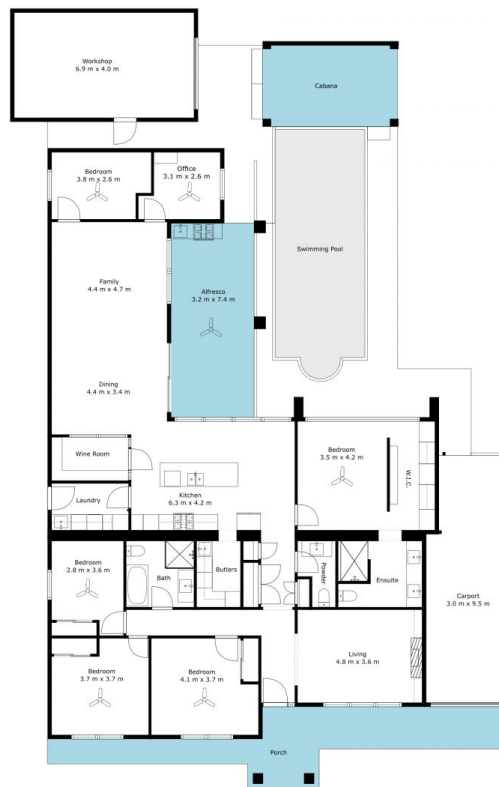 Workshop
6.9 m x 4.0 m
Cabana
Bedroom
3.8 m x 2.6 m
Office
3.1 m x 2.6 m
Swimming Pool
Family
4.4 m x 4.7 m
Alfresco
3.2 m x 7.4 m
Dining
4.4 m x 3.4 m
Wine Room
Bedroom
3.5 m x 4.2 m
W.I.C.
Laundry
Kitchen
6.3 m x 4.2 m
Bedroom
2.8 m x 3.6 m
Bath
Butlers
Powder
Ensuite
Carport
3.0 m x 9.5 m
Bedroom
3.7 m x 3.7 m
Bedroom
4.1 m x 3.7 m
Living
4.8 m x 3.6 m
Porch